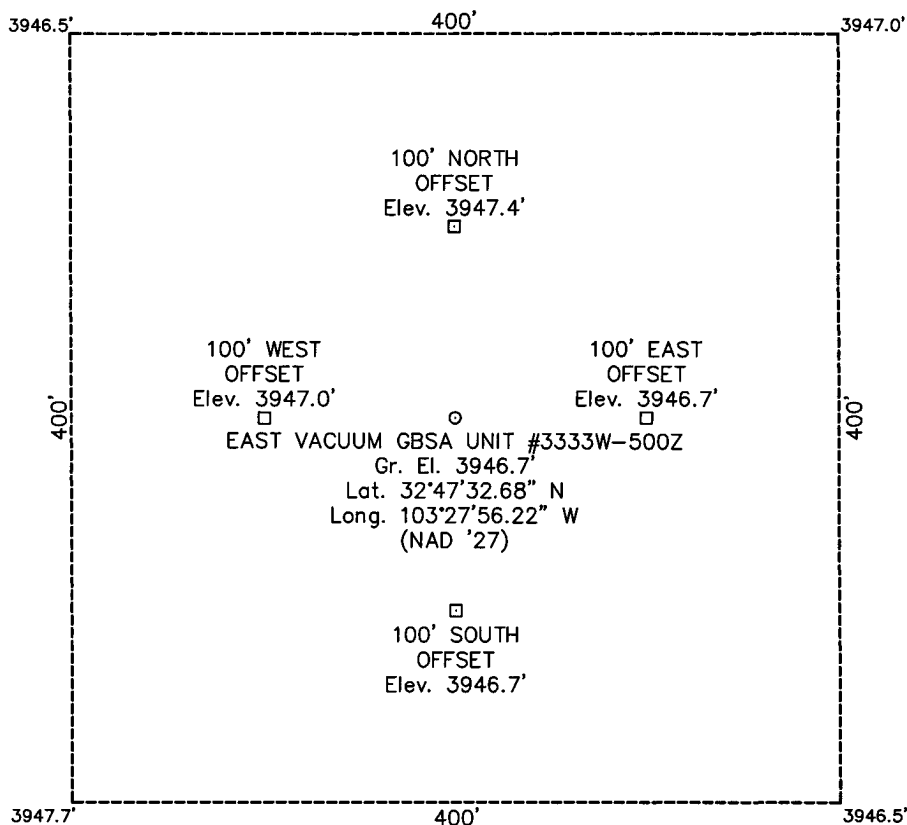 3946.5'
400'
3947.0'
100' NORTH
OFFSET
Elev. 3947.4'
100' WEST
OFFSET
Elev. 3947.0'
100' EAST
OFFSET
Elev. 3946.7'
400'
400'
EAST VACUUM GBSA UNIT #3333W-500Z
Gr. El. 3946.7'
Lat. 32°47'32.68" N
Long. 103°27'56.22" W
(NAD '27)
100' SOUTH
OFFSET
Elev. 3946.7'
3947.7'
400'
3946.5'